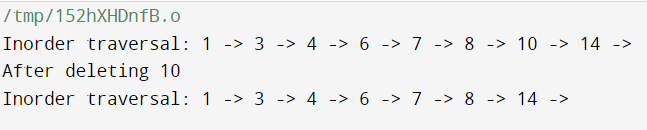 /tmp/152hXHDnfB.o
Inorder traversal: 1 -> 3 -> 4 -> 6 -> 7 -> 8 -> 10 -> 14 ->
After deleting 10
Inorder traversal: 1 -> 3 -> 4 -> 6 -> 7 -> 8 -> 14 ->